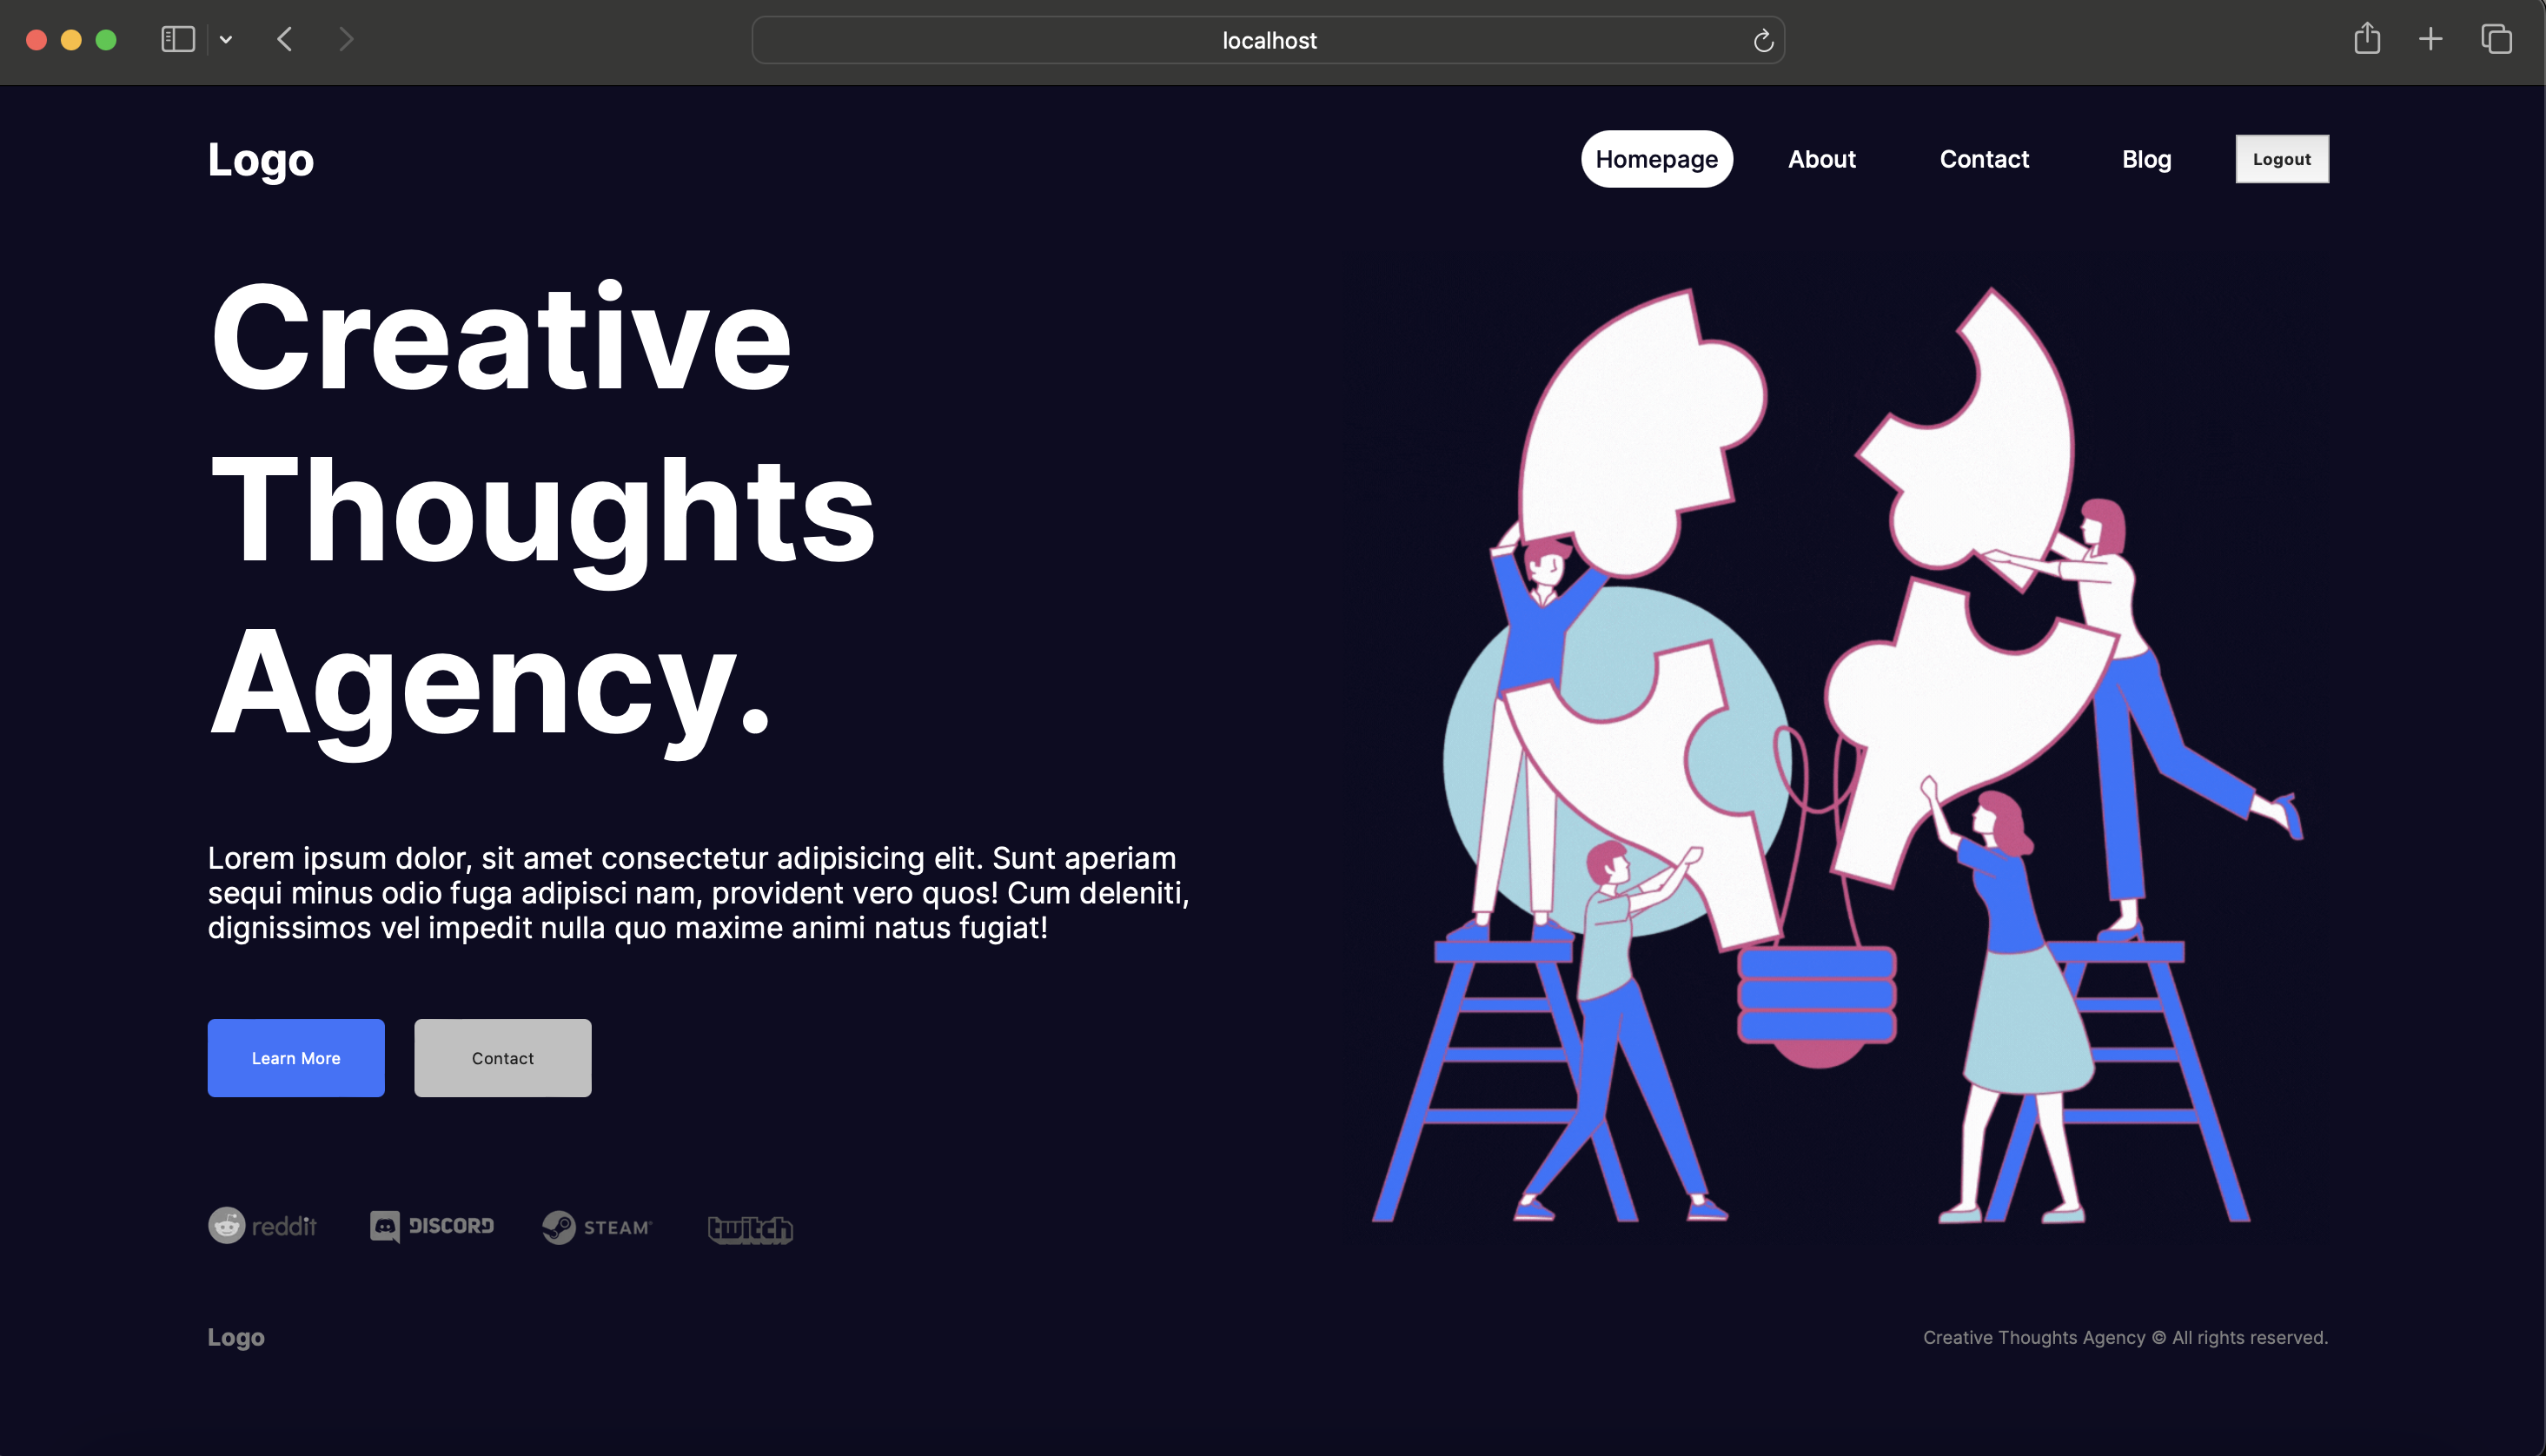 localhost
Logo
Homepage About Contact Blog Logout
Creative
Thoughts
Agency.
Lorem ipsum dolor, sit amet consectetur adipisicing elit. Sunt aperiam
sequi minus odio fuga adipisci nam, provident vero quos! Cum deleniti,
dignissimos vel impedit nulla quo maxime animi natus fugiat!
Learn More Contact
reddit DISCORD STEAM twitch
Logo Creative Thoughts Agency © All rights reserved.